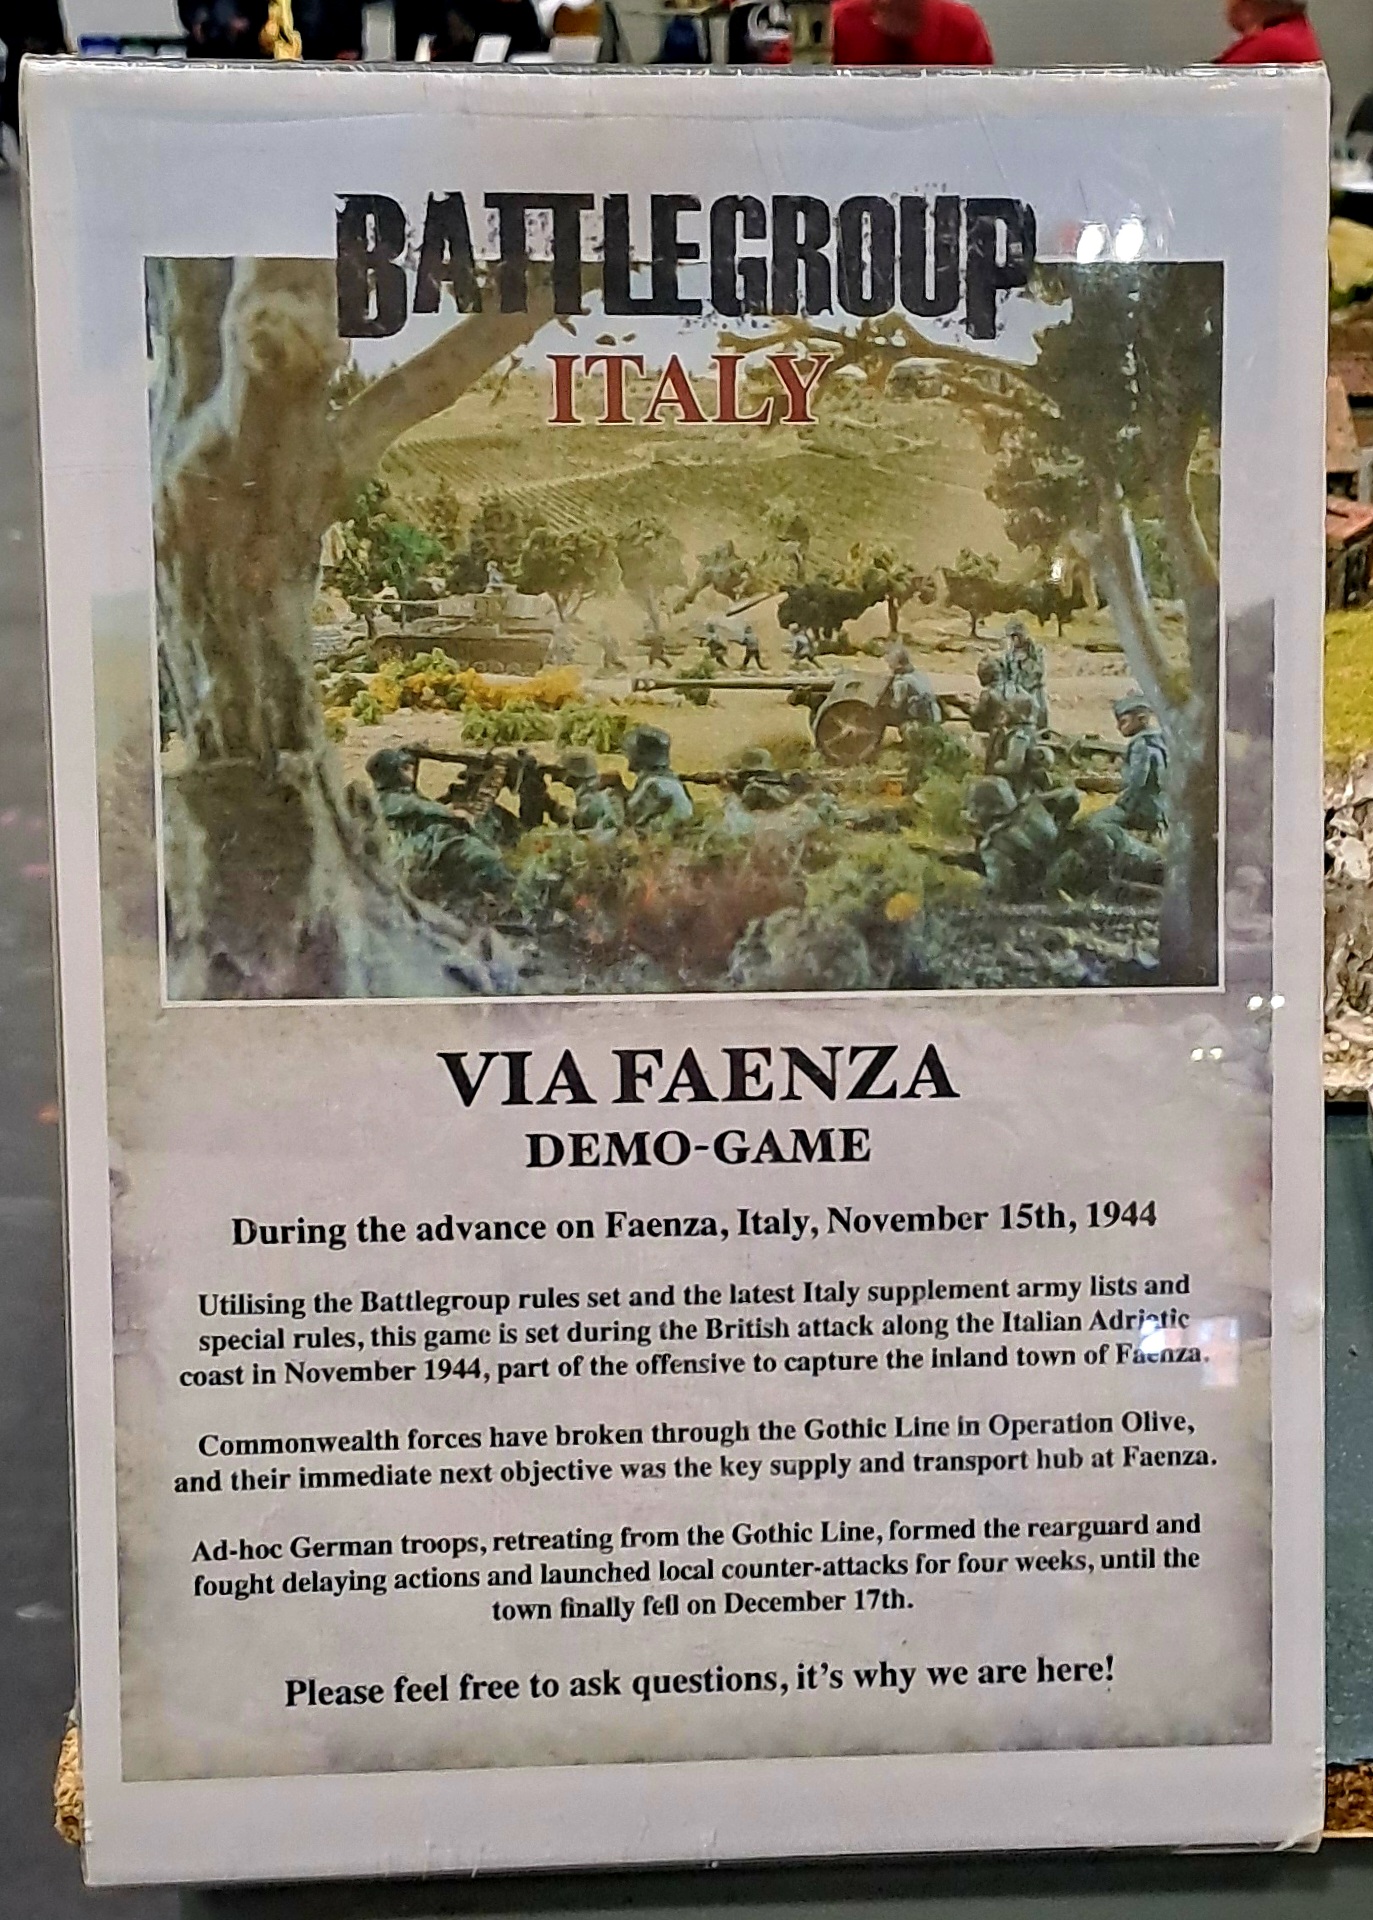 BATTLEGROUP
ITALY
VIA FAENZA
DEMO-GAME
During the advance on Faenza, Italy, November 15th, 1944
Utilising the Battlegroup rules set and the latest Italy supplement army lists and
special rules, this game is set during the British attack along the Italian Adriatic
coast in November 1944, part of the offensive to capture the inland town of Faenza.
Commonwealth forces have broken through the Gothic Line in Operation Olive,
and their immediate next objective was the key supply and transport hub at Faenza.
Ad-hoc German troops, retreating from the Gothic Line, formed the rearguard and
fought delaying actions and launched local counter-attacks for four weeks, until the
town finally fell on December 17th.
Please feel free to ask questions, it's why we are here!